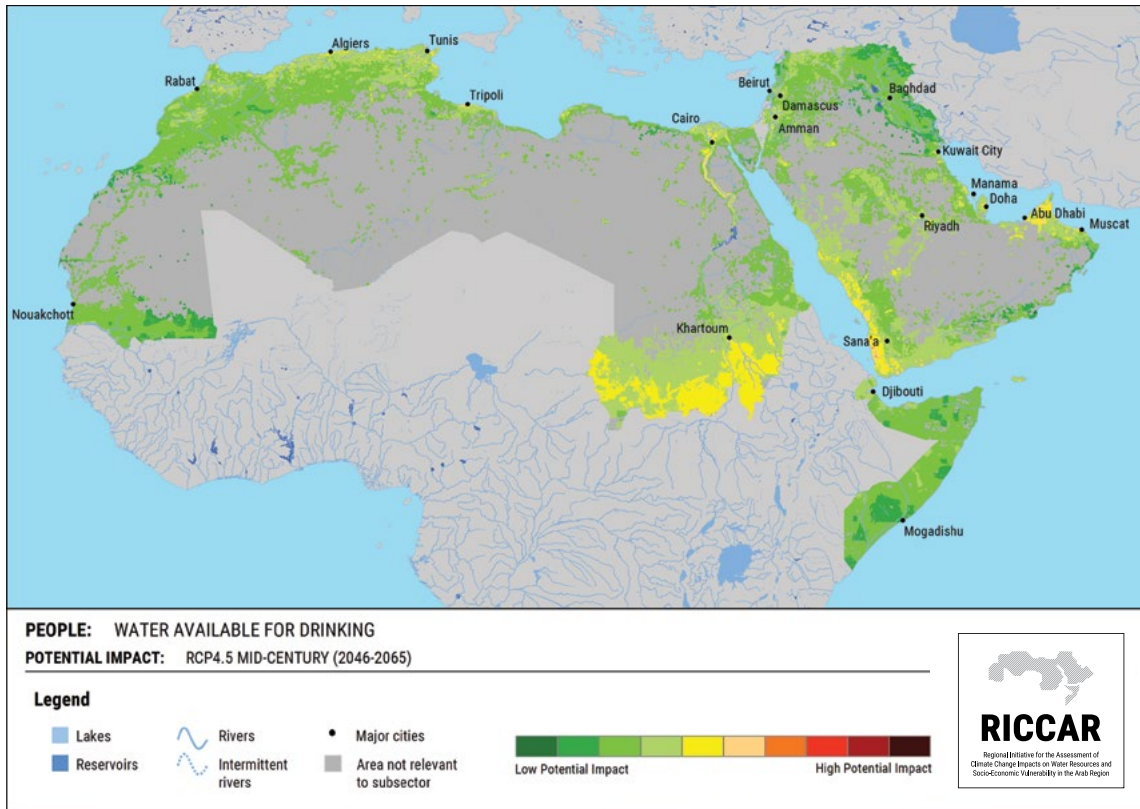 Algiers
Tunis
Rabat
Tripoli
Beirut
Baghdad
Damascus
Cairo
Amman
Kuwait City
Manama
Doha
Abu Dhabi
Muscat
Riyadh
Nouakchott
Khartoum
Sana'a
Djibouti
Mogadishu
PEOPLE: WATER AVAILABLE FOR DRINKING
POTENTIAL IMPACT: RCP4.5 MID-CENTURY (2046-2065)
Legend
Lakes
Rivers
Major cities
Reservoirs
Intermittent
rivers
Area not relevant
to subsector
Low Potential Impact
High Potential Impact
RICCAR
Regional Initiative for the Assessment of
Climate Change Impacts on Water Resources and
Socio-Economic Vulnerability in the Arab Region